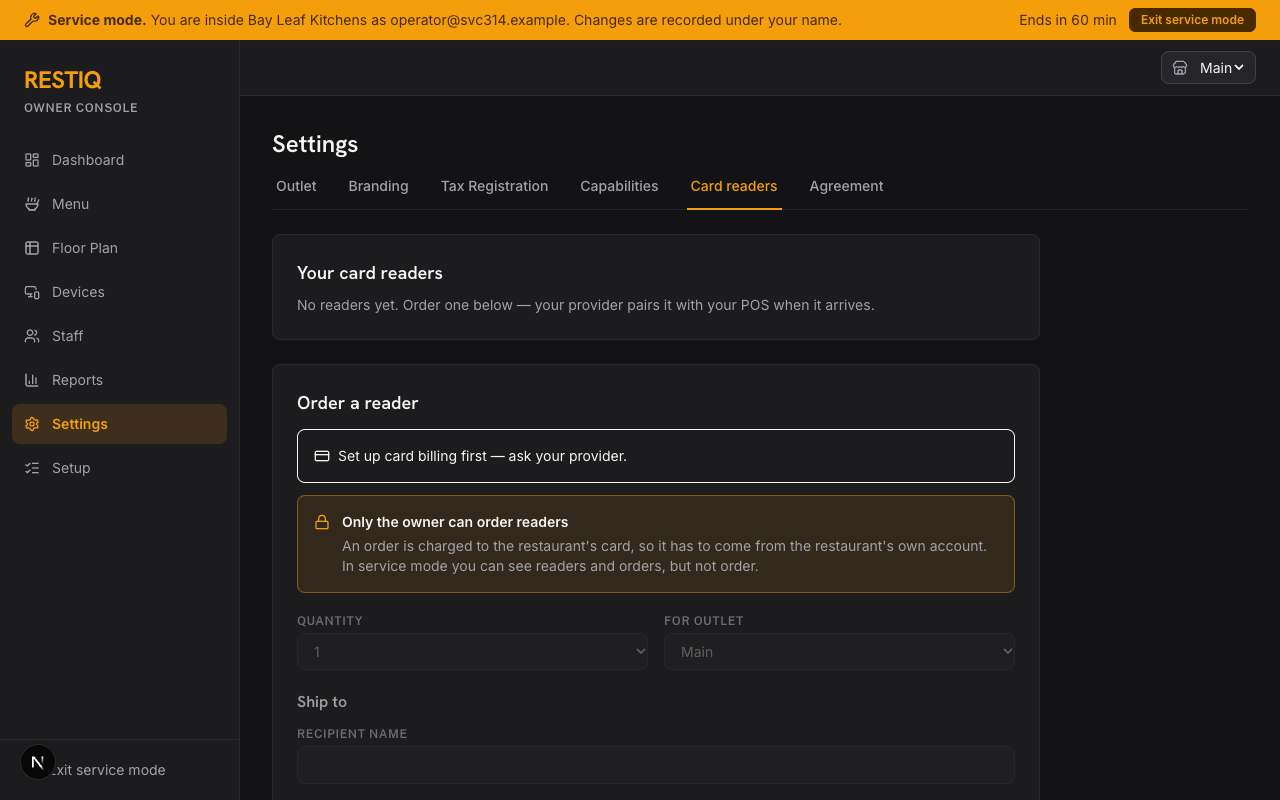 Service mode. You are inside Bay Leaf Kitchens as operator@svc314.example. Changes are recorded under your name.
Ends in 60 min
Exit service mode
RESTIQ
OWNER CONSOLE
Main
Dashboard
Menu
Floor Plan
Devices
Staff
Reports
Settings
Setup
Settings
Outlet
Branding
Tax Registration
Capabilities
Card readers
Agreement
Your card readers
No readers yet. Order one below — your provider pairs it with your POS when it arrives.
Order a reader
Set up card billing first — ask your provider.
Only the owner can order readers
An order is charged to the restaurant's card, so it has to come from the restaurant's own account.
In service mode you can see readers and orders, but not order.
QUANTITY
FOR OUTLET
1
Main
Ship to
RECIPIENT NAME
N
xit service mode